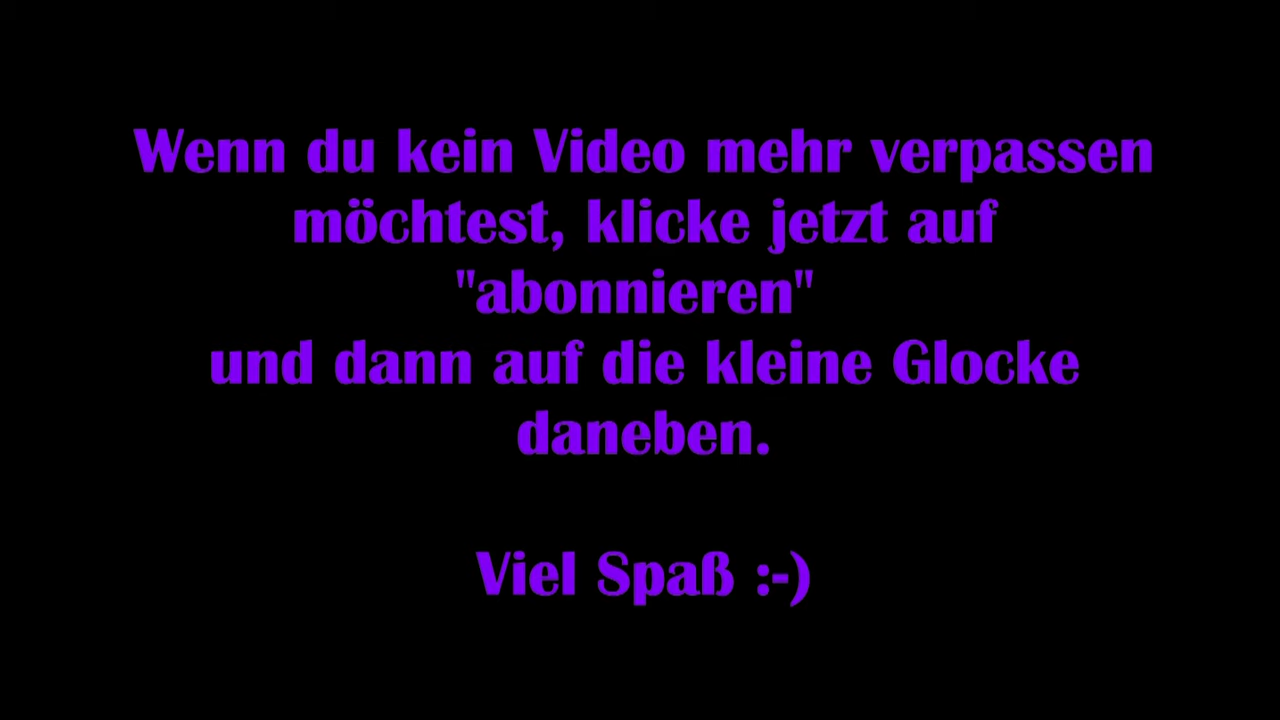 Wenn du kein Video mehr verpassen
möchtest, klicke jetzt auf
"abonnieren"
und dann auf die kleine Glocke
daneben.
Viel Spaß :-)